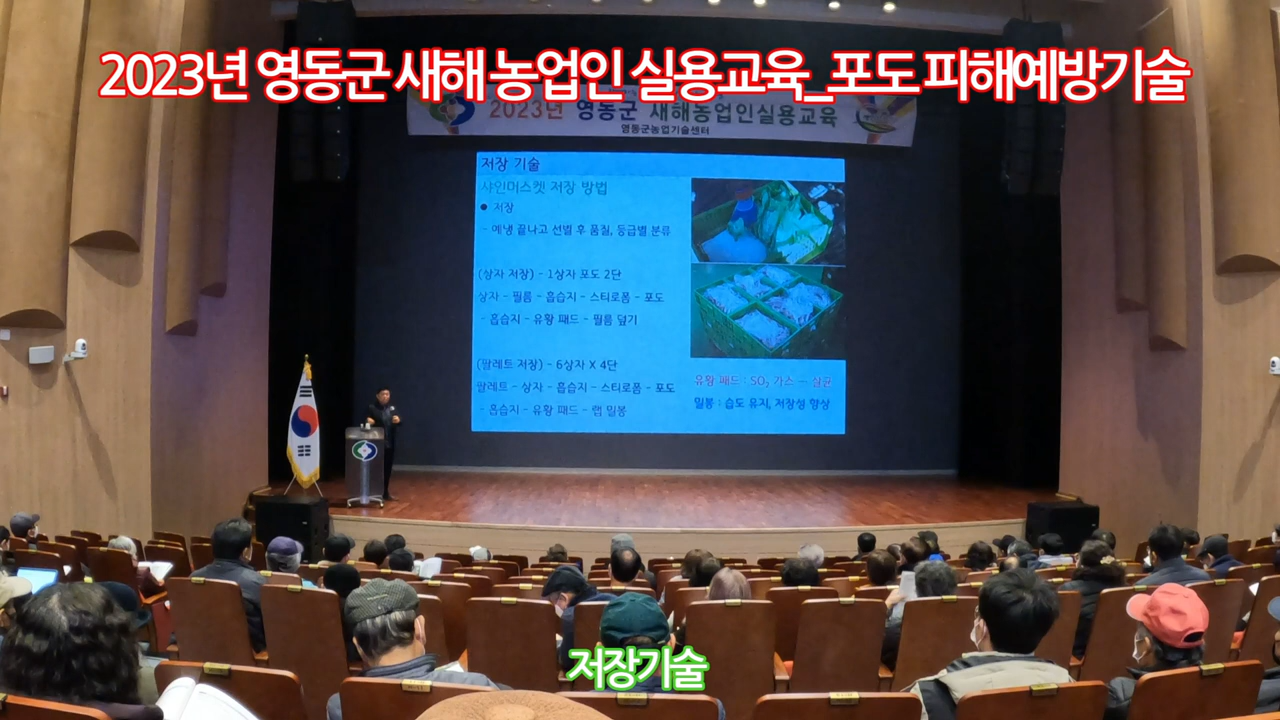 2023년 영동군 새해 농업인 실용교육_포도 피해예방기술
2023년 영동군 새해농업인실용교육
영동군농업기술센터
저장 기술
샤인머스켓 저장 방법
● 저장
- 예냉 끝나고 선별 후 품질, 등급별 분류
(상자 저장) - 1상자 포도 2단
상자 - 필름 - 흡습지 - 스티로폼 - 포도
- 흡습지 - 유황 패드 - 필름 덮기
(팔레트 저장) - 6상자 X 4단
팔레트 - 상자 - 흡습지 - 스티로폼 - 포도
- 흡습지 - 유황 패드 - 랩 밀봉
유황 패드 : SO₂ 가스 — 살균
밀봉 : 습도 유지, 저장성 향상
저장기술